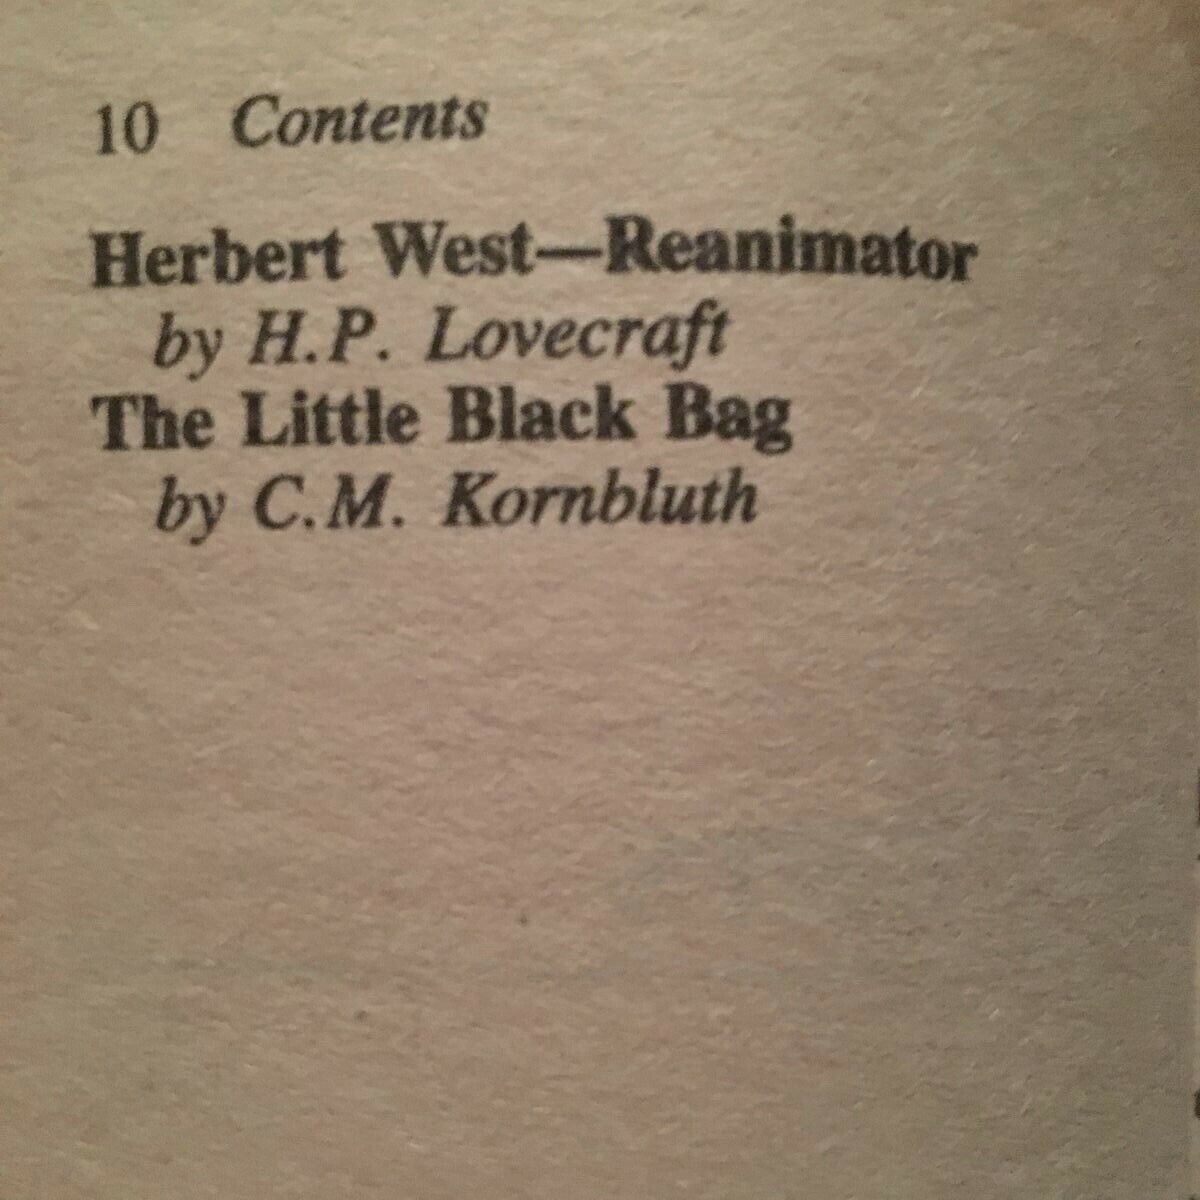 10 Contents
Herbert West—Reanimator
by H.P. Lovecraft
The Little Black Bag
by C.M. Kornbluth